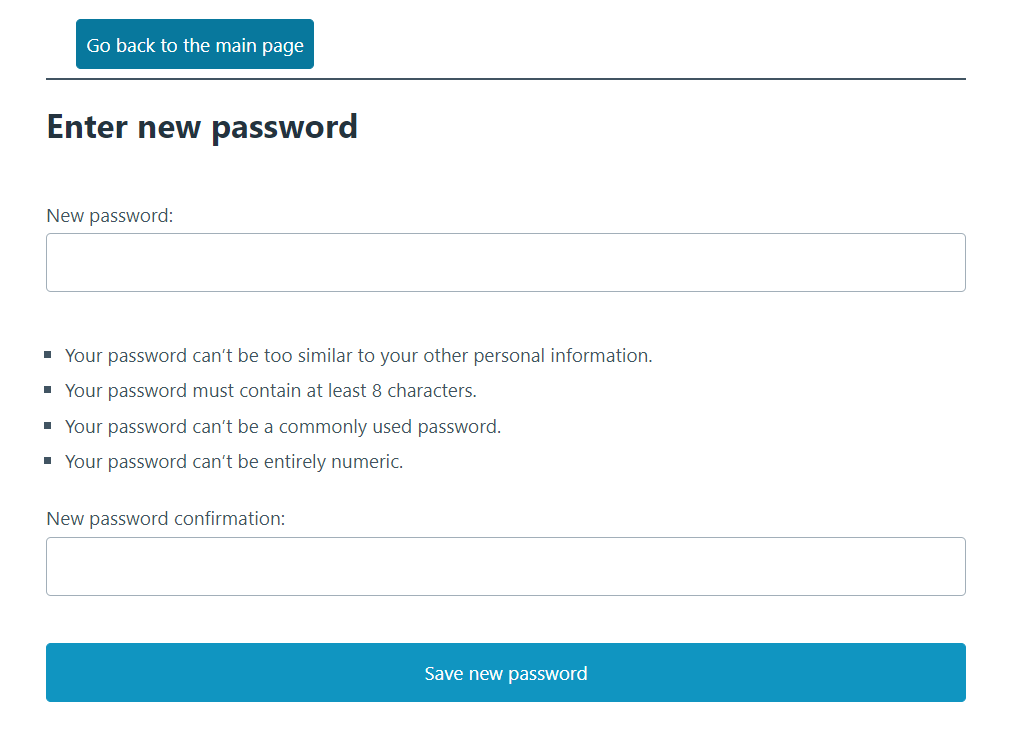 Go back to the main page
Enter new password
New password:
Your password can't be too similar to your other personal information.
Your password must contain at least 8 characters.
Your password can't be a commonly used password.
Your password can't be entirely numeric.
New password confirmation:
Save new password